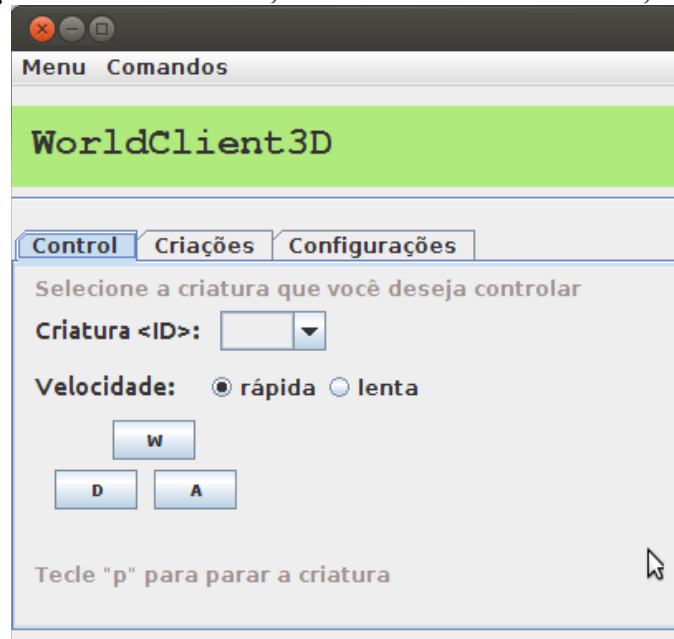 Menu Comandos
WorldClient3D
Control Criações Configurações
Selecione a criatura que você deseja controlar
Criatura <ID>:
Velocidade: rápida lenta
W
D A
Tecle "p" para parar a criatura